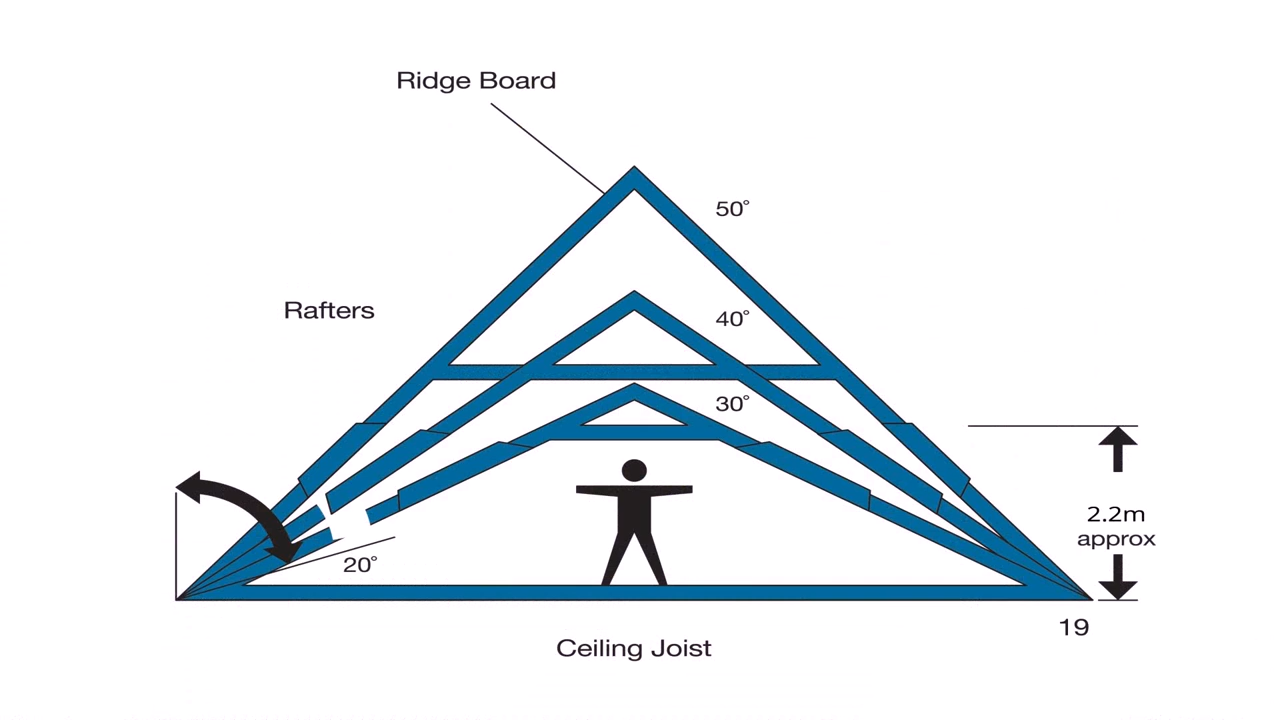 Ridge Board
50°
Rafters
40°
30°
2.2m
approx
20°
19
Ceiling Joist